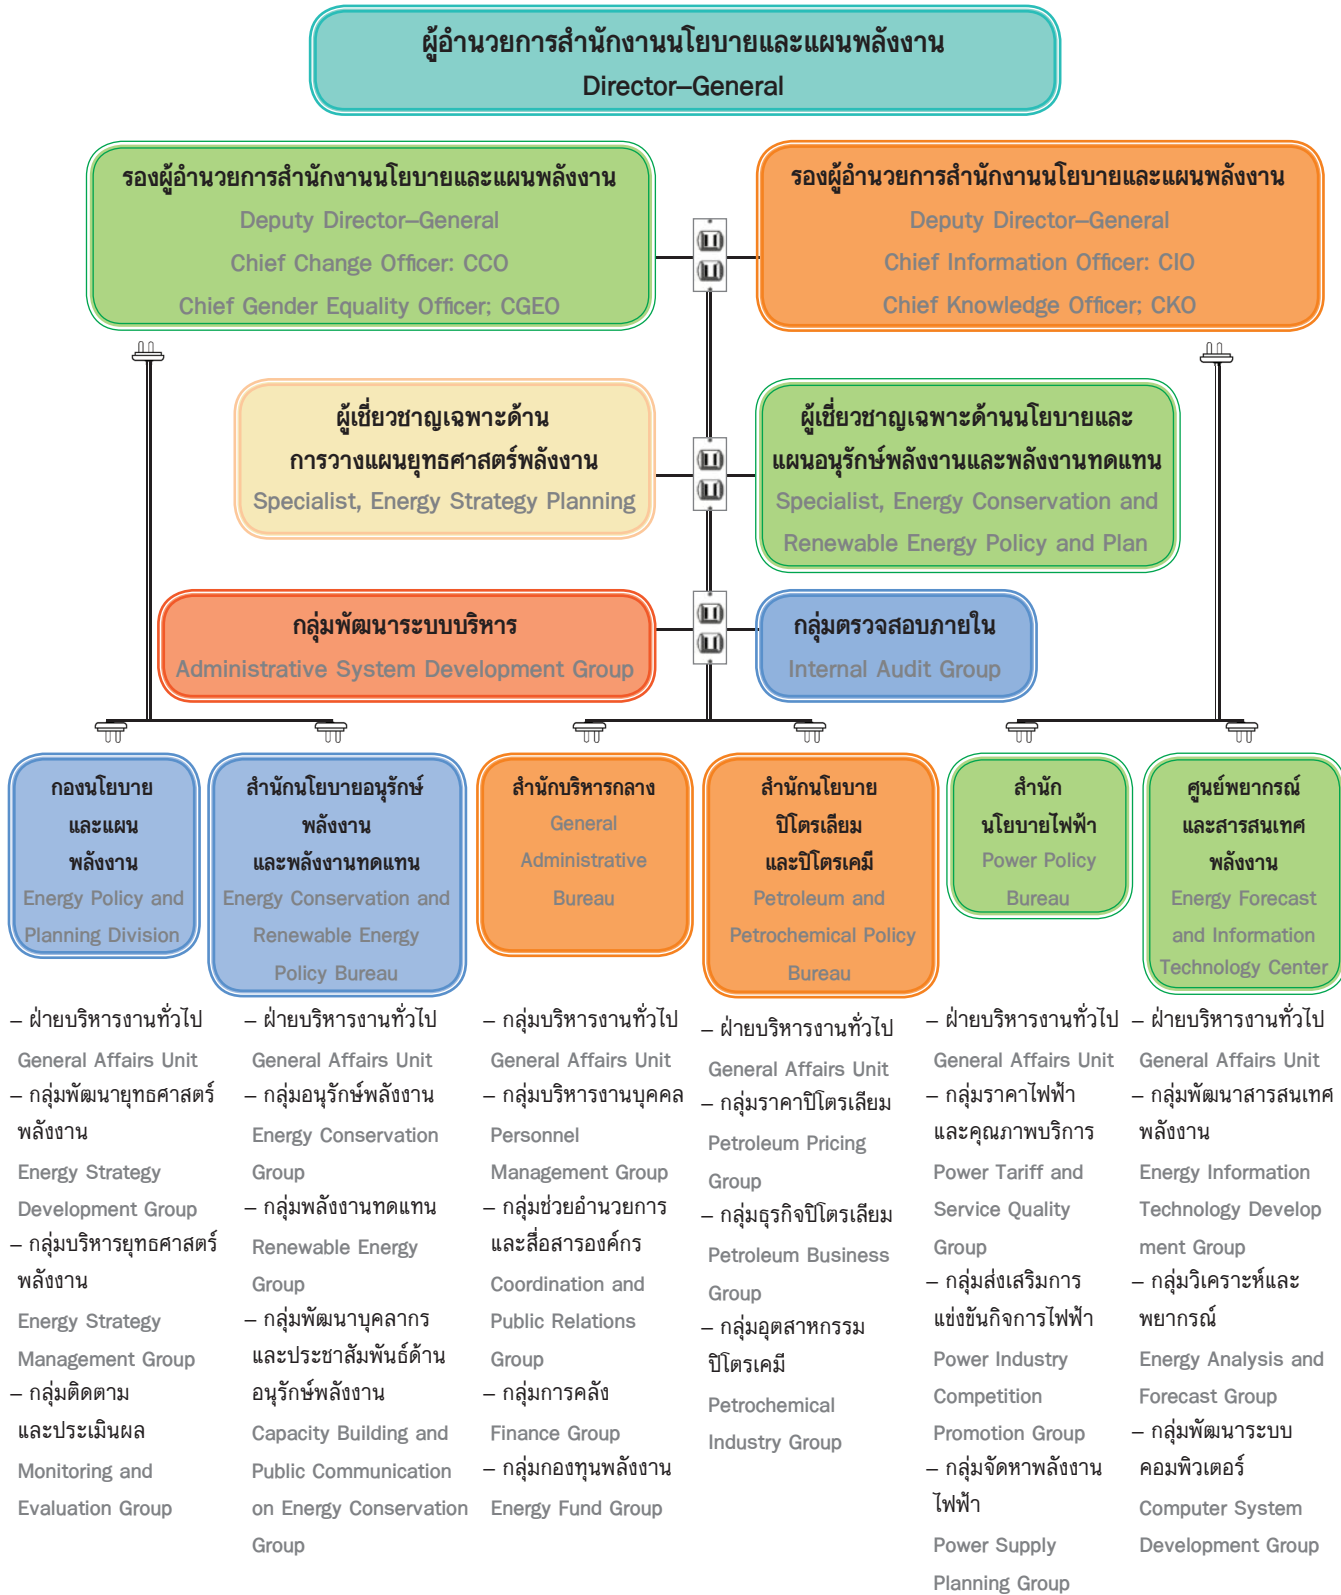 ผู้อำนวยการสำนักงานนโยบายและแผนพลังงาน
Director–General
รองผู้อำนวยการสำนักงานนโยบายและแผนพลังงาน
Deputy Director–General
Chief Change Officer: CCO
Chief Gender Equality Officer; CGEO
รองผู้อำนวยการสำนักงานนโยบายและแผนพลังงาน
Deputy Director–General
Chief Information Officer: CIO
Chief Knowledge Officer; CKO
ผู้เชี่ยวชาญเฉพาะด้าน
การวางแผนยุทธศาสตร์พลังงาน
Specialist, Energy Strategy Planning
ผู้เชี่ยวชาญเฉพาะด้านนโยบายและ
แผนอนุรักษ์พลังงานและพลังงานทดแทน
Specialist, Energy Conservation and
Renewable Energy Policy and Plan
กลุ่มพัฒนาระบบบริหาร
Administrative System Development Group
กลุ่มตรวจสอบภายใน
Internal Audit Group
กองนโยบาย
และแผน
พลังงาน
Energy Policy and
Planning Division
– ฝ่ายบริหารงานทั่วไป
General Affairs Unit
– กลุ่มพัฒนายุทธศาสตร์
พลังงาน
Energy Strategy
Development Group
– กลุ่มบริหารยุทธศาสตร์
พลังงาน
Energy Strategy
Management Group
– กลุ่มติดตาม
และประเมินผล
Monitoring and
Evaluation Group
สำนักนโยบายอนุรักษ์
พลังงาน
และพลังงานทดแทน
Energy Conservation and
Renewable Energy
Policy Bureau
– ฝ่ายบริหารงานทั่วไป
General Affairs Unit
– กลุ่มอนุรักษ์พลังงาน
Energy Conservation
Group
– กลุ่มพลังงานทดแทน
Renewable Energy
Group
– กลุ่มพัฒนาบุคลากร
และประชาสัมพันธ์ด้าน
อนุรักษ์พลังงาน
Capacity Building and
Public Communication
on Energy Conservation
Group
สำนักบริหารกลาง
General
Administrative
Bureau
– กลุ่มบริหารงานทั่วไป
General Affairs Unit
– กลุ่มบริหารงานบุคคล
Personnel
Management Group
– กลุ่มช่วยอำนวยการ
และสื่อสารองค์กร
Coordination and
Public Relations
Group
– กลุ่มการคลัง
Finance Group
– กลุ่มกองทุนพลังงาน
Energy Fund Group
สำนักนโยบาย
ปิโตรเลียม
และปิโตรเคมี
Petroleum and
Petrochemical Policy
Bureau
– ฝ่ายบริหารงานทั่วไป
General Affairs Unit
– กลุ่มราคาปิโตรเลียม
Petroleum Pricing
Group
– กลุ่มธุรกิจปิโตรเลียม
Petroleum Business
Group
– กลุ่มอุตสาหกรรม
ปิโตรเคมี
Petrochemical
Industry Group
สำนัก
นโยบายไฟฟ้า
Power Policy
Bureau
– ฝ่ายบริหารงานทั่วไป
General Affairs Unit
– กลุ่มราคาไฟฟ้า
และคุณภาพบริการ
Power Tariff and
Service Quality
Group
– กลุ่มส่งเสริมการ
แข่งขันกิจการไฟฟ้า
Power Industry
Competition
Promotion Group
– กลุ่มจัดหาพลังงาน
ไฟฟ้า
Power Supply
Planning Group
ศูนย์พยากรณ์
และสารสนเทศ
พลังงาน
Energy Forecast
and Information
Technology Center
– ฝ่ายบริหารงานทั่วไป
General Affairs Unit
– กลุ่มพัฒนาสารสนเทศ
พลังงาน
Energy Information
Technology Develop
ment Group
– กลุ่มวิเคราะห์และ
พยากรณ์
Energy Analysis and
Forecast Group
– กลุ่มพัฒนาระบบ
คอมพิวเตอร์
Computer System
Development Group